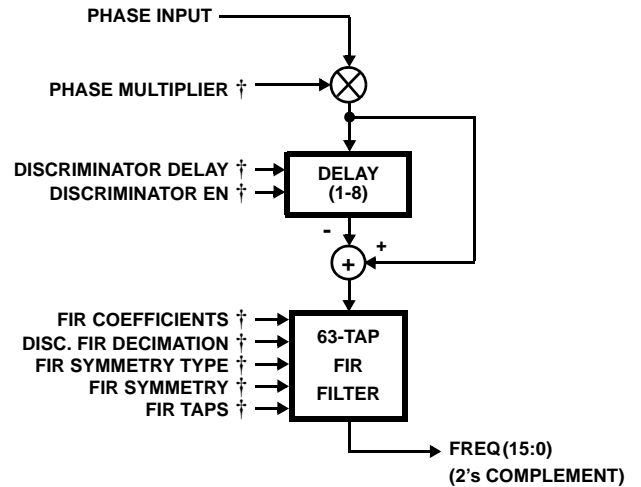 PHASE INPUT
PHASE MULTIPLIER †
DISCRIMINATOR DELAY †
DISCRIMINATOR EN †
DELAY
(1-8)
-
+
+
FIR COEFFICIENTS †
DISC. FIR DECIMATION †
FIR SYMMETRY TYPE †
FIR SYMMETRY †
FIR TAPS †
63-TAP
FIR
FILTER
FREQ(15:0)
(2's COMPLEMENT)